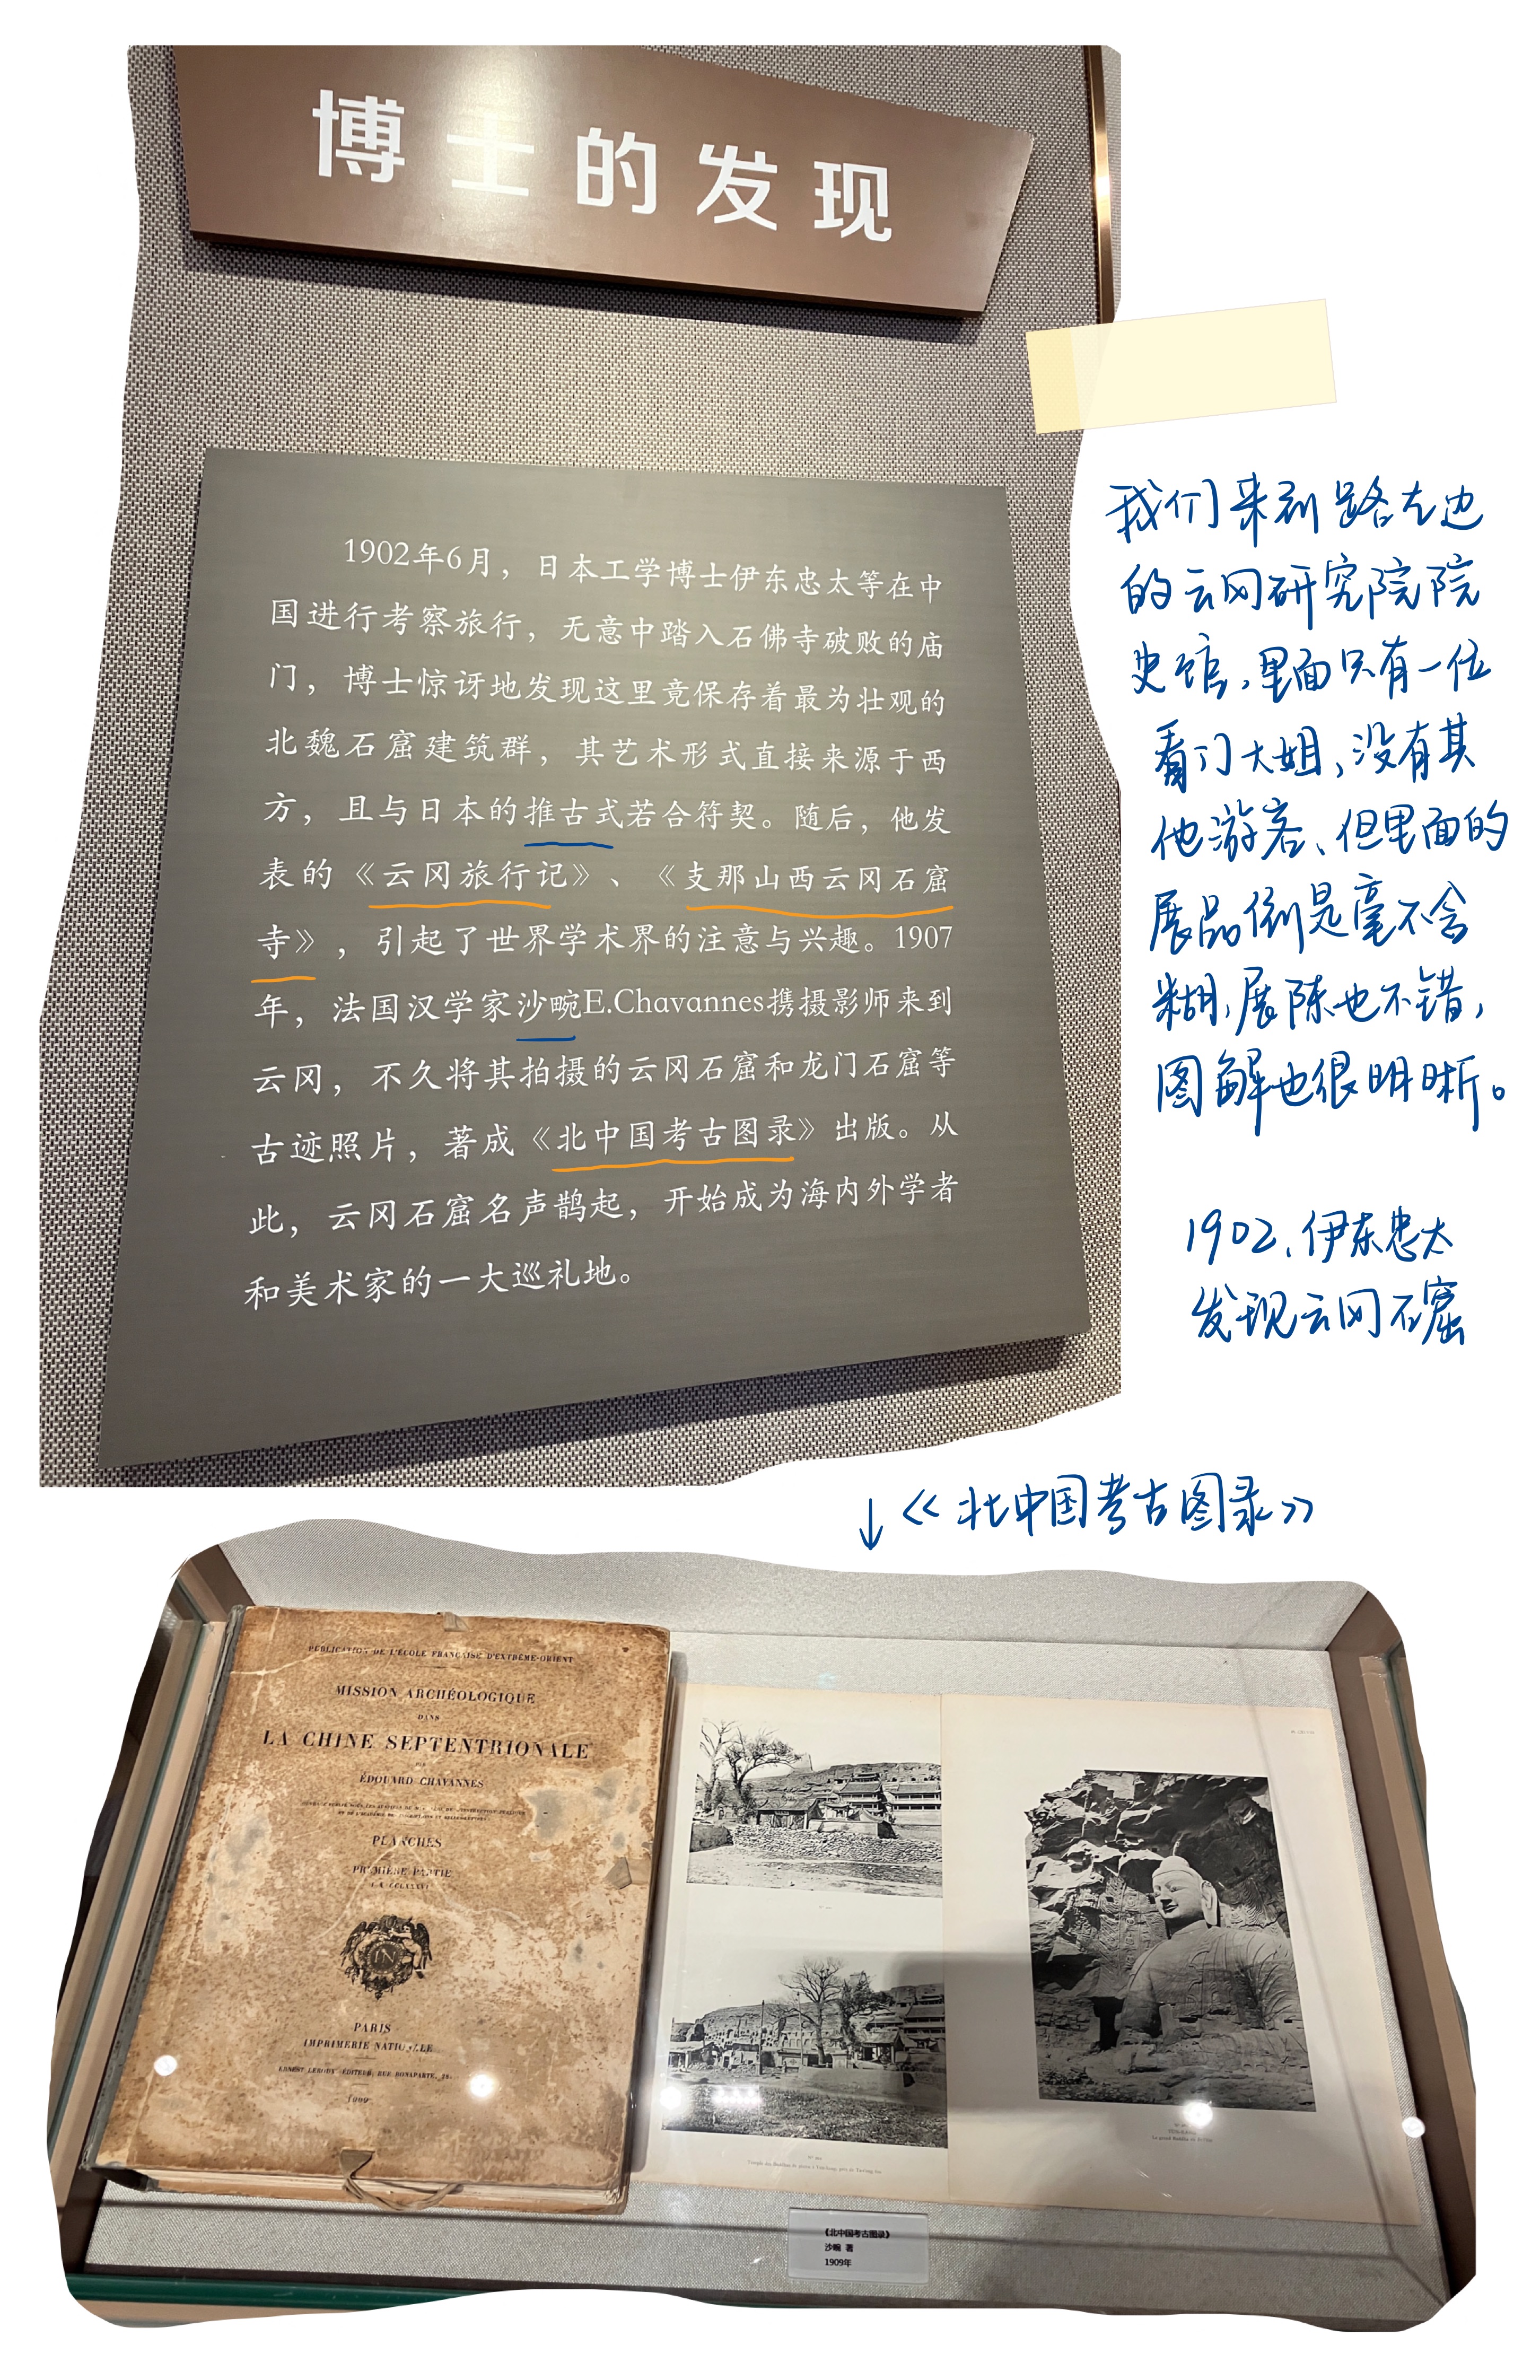 博士的发现
1902年6月，日本工学博士伊东忠太等在中
国进行考察旅行，无意中踏入石佛寺破败的庙
门，博士惊讶地发现这里竟保存着最为壮观的
北魏石窟建筑群，其艺术形式直接来源于西
方，且与日本的推古式若合符契。随后，他发
表的《云冈旅行记》、《支那山西云冈石窟
寺》，引起了世界学术界的注意与兴趣。1907
年，法国汉学家沙畹E.Chavannes携摄影师来到
云冈，不久将其拍摄的云冈石窟和龙门石窟等
古迹照片，著成《北中国考古图录》出版。从
此，云冈石窟名声鹊起，开始成为海内外学者
和美术家的一大巡礼地。
我们来到路左边
的云冈研究院院
史馆，里面只有一位
看门大姐，没有其
他游客、但里面的
展品倒是毫不含
糊，展陈也不错，
图解也很明晰。
1902、伊东忠太
发现云冈石窟
↓《北中国考古图录》
PUBLICATION DE L'ÉCOLE FRANÇAISE D'EXTRÊME-ORIENT
MISSION ARCHÉOLOGIQUE
DANS
LA CHINE SEPTENTRIONALE
PAR
ÉDOUARD CHAVANNES
PLANCHES
PREMIÈRE PARTIE
PARIS
IMPRIMERIE NATIONALE
ERNEST LEROUX, ÉDITEUR, RUE BONAPARTE, 28.
1909
《北中国考古图录》
沙畹 著
1909年